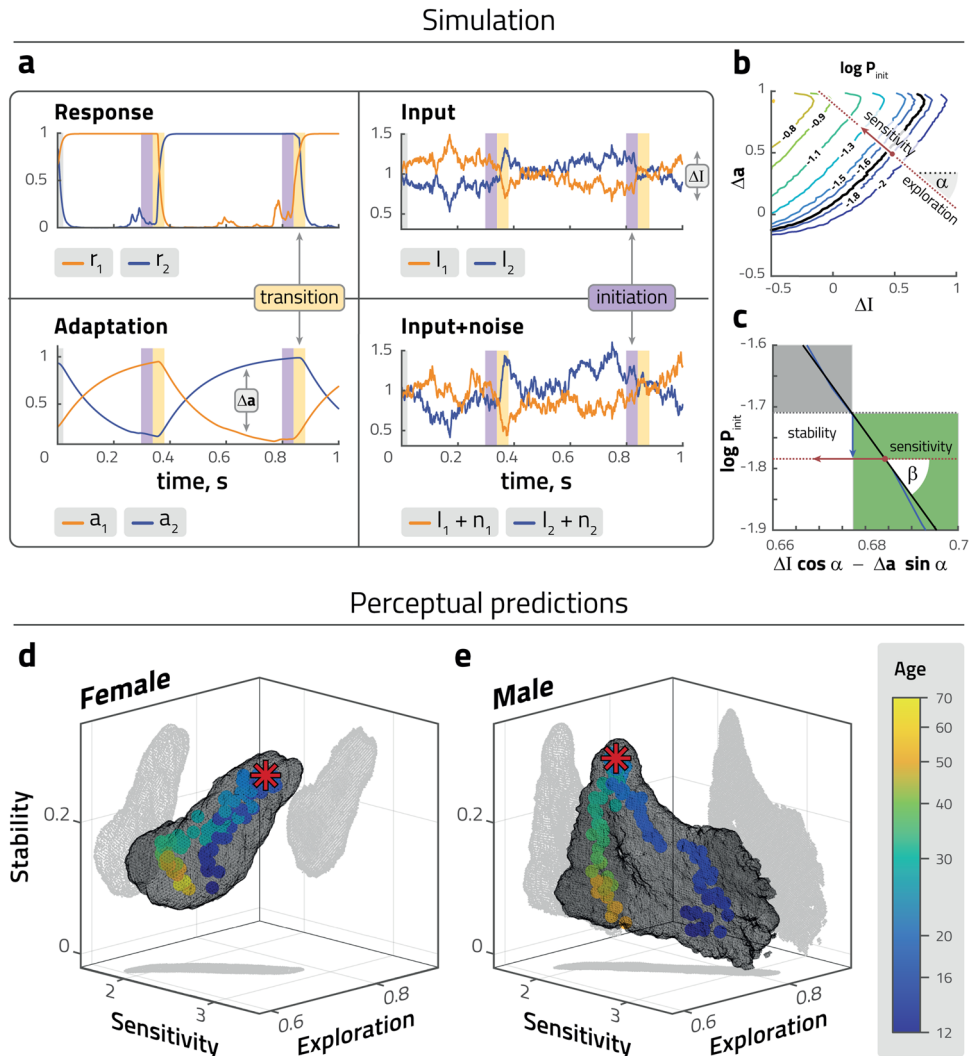 Simulation
a
Response
1
0.5
0
r1 r2
Input
1.5
1
0.5
ΔI
l1 l2
transition
initiation
Adaptation
1
0.5
Δa
0 0.2 0.4 0.6 0.8 1
time, s
a1 a2
Input+noise
1.5
1
0.5
0 0.2 0.4 0.6 0.8 1
time, s
l1 + n1 l2 + n2
b
log Pinit
1
0.5
0
-0.5
Δa
-0.8
-0.9
-1.1
-1.3
-1.5
-1.6
-1.8
-2
sensitivity
exploration
α
-0.5 0 0.5 1
ΔI
c
-1.6
-1.7
-1.8
-1.9
log Pinit
stability
sensitivity
β
0.66 0.68 0.7
ΔI cos α − Δa sin α
Perceptual predictions
d
Female
Stability
0.2
0
2
3
Sensitivity
0.6
0.8
Exploration
e
Male
0.2
0
2
3
Sensitivity
0.6
0.8
Exploration
Age
70
60
50
40
30
20
16
12